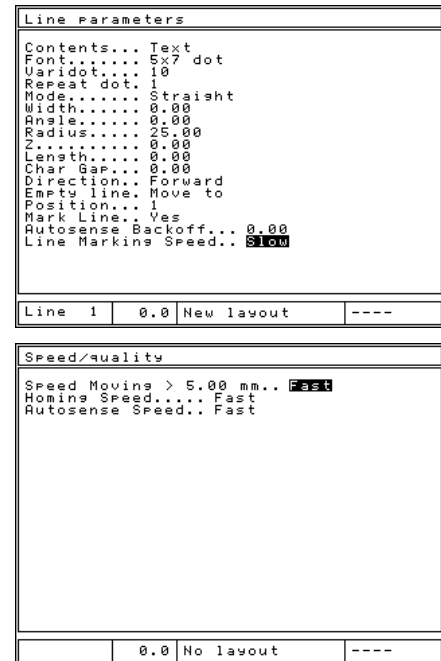 Line parameters
Contents... Text
Font....... 5x7 dot
Varidot.... 10
Repeat dot. 1
Mode....... Straight
Width...... 0.00
Angle...... 0.00
Radius..... 25.00
Z.......... 0.00
Length..... 0.00
Char Gap... 0.00
Direction.. Forward
Empty line. Move to
Position... 1
Mark Line.. Yes
Autosense Backoff... 0.00
Line Marking Speed.. Slow
Line 1 0.0 New layout ----
Speed/quality
Speed Moving > 5.00 mm.. Fast
Homing Speed..... Fast
Autosense Speed.. Fast
0.0 No layout ----